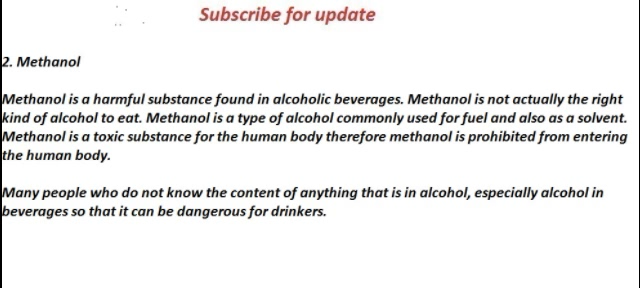 Subscribe for update
2. Methanol
Methanol is a harmful substance found in alcoholic beverages. Methanol is not actually the right
kind of alcohol to eat. Methanol is a type of alcohol commonly used for fuel and also as a solvent.
Methanol is a toxic substance for the human body therefore methanol is prohibited from entering
the human body.
Many people who do not know the content of anything that is in alcohol, especially alcohol in
beverages so that it can be dangerous for drinkers.